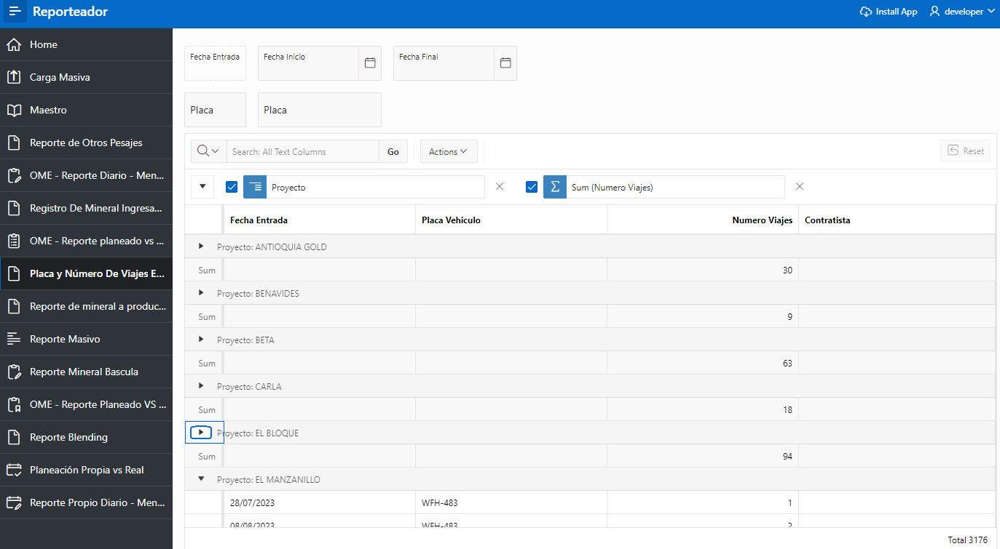 Reporteador
Install App
developer
Home
Carga Masiva
Maestro
Reporte de Otros Pesajes
OME - Reporte Diario - Men...
Registro De Mineral Ingresa...
OME - Reporte planeado vs ...
Placa y Número De Viajes E...
Reporte de mineral a produc...
Reporte Masivo
Reporte Mineral Bascula
OME - Reporte Planeado VS ...
Reporte Blending
Planeación Propia vs Real
Reporte Propio Diario - Men...
Fecha Entrada
Fecha Inicio
Fecha Final
Placa
Placa
Search: All Text Columns
Go
Actions
Reset
Proyecto
Sum (Numero Viajes)
Fecha Entrada Placa Vehiculo Numero Viajes Contratista
Proyecto: ANTIOQUIA GOLD
Sum 30
Proyecto: BENAVIDES
Sum 9
Proyecto: BETA
Sum 63
Proyecto: CARLA
Sum 18
Proyecto: EL BLOQUE
Sum 94
Proyecto: EL MANZANILLO
28/07/2023 WFH-483 1
08/08/2023 WFH-483 2
Total 3176